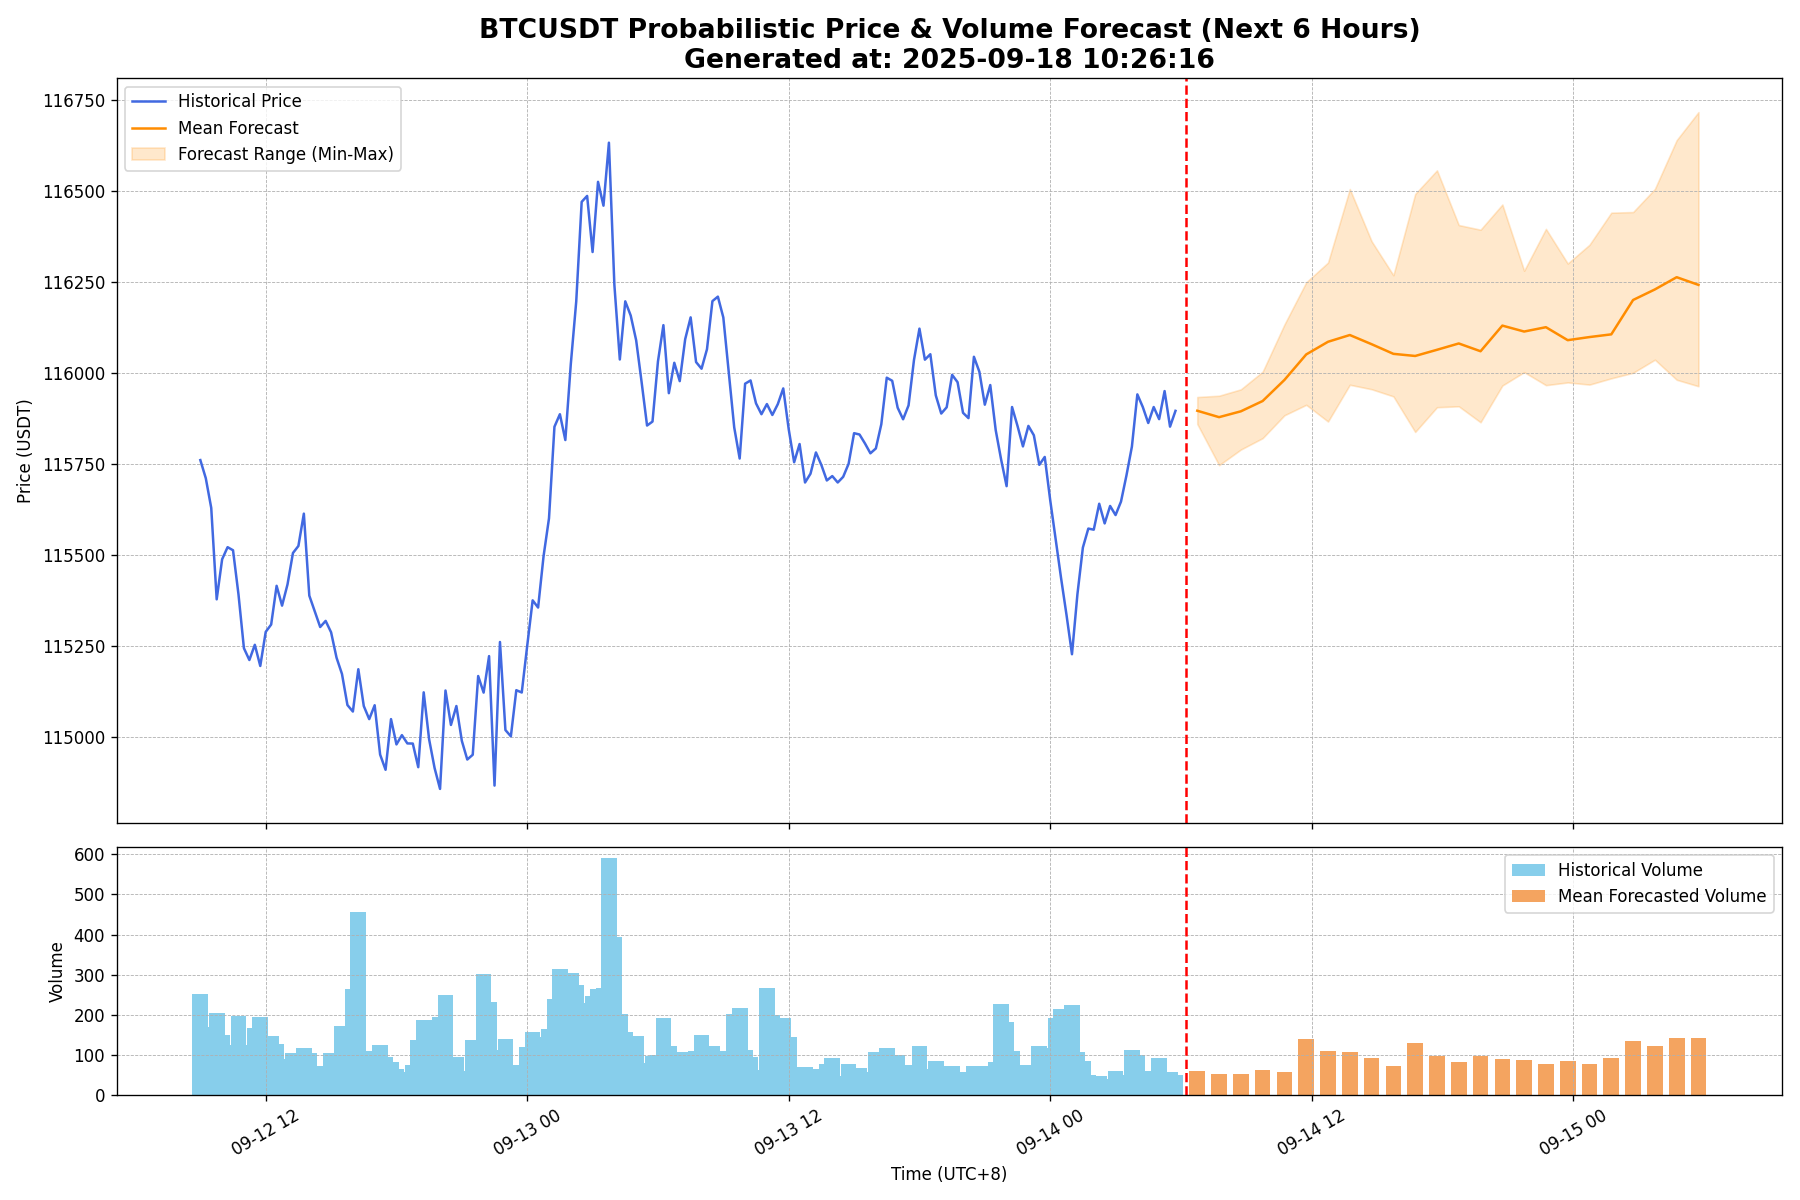 BTCUSDT Probabilistic Price & Volume Forecast (Next 6 Hours)
Generated at: 2025-09-18 10:26:16
Historical Price
Mean Forecast
Forecast Range (Min-Max)
Price (USDT)
116750
116500
116250
116000
115750
115500
115250
115000
Historical Volume
Mean Forecasted Volume
Volume
600
500
400
300
200
100
0
09-12 12
09-13 00
09-13 12
09-14 00
09-14 12
09-15 00
Time (UTC+8)